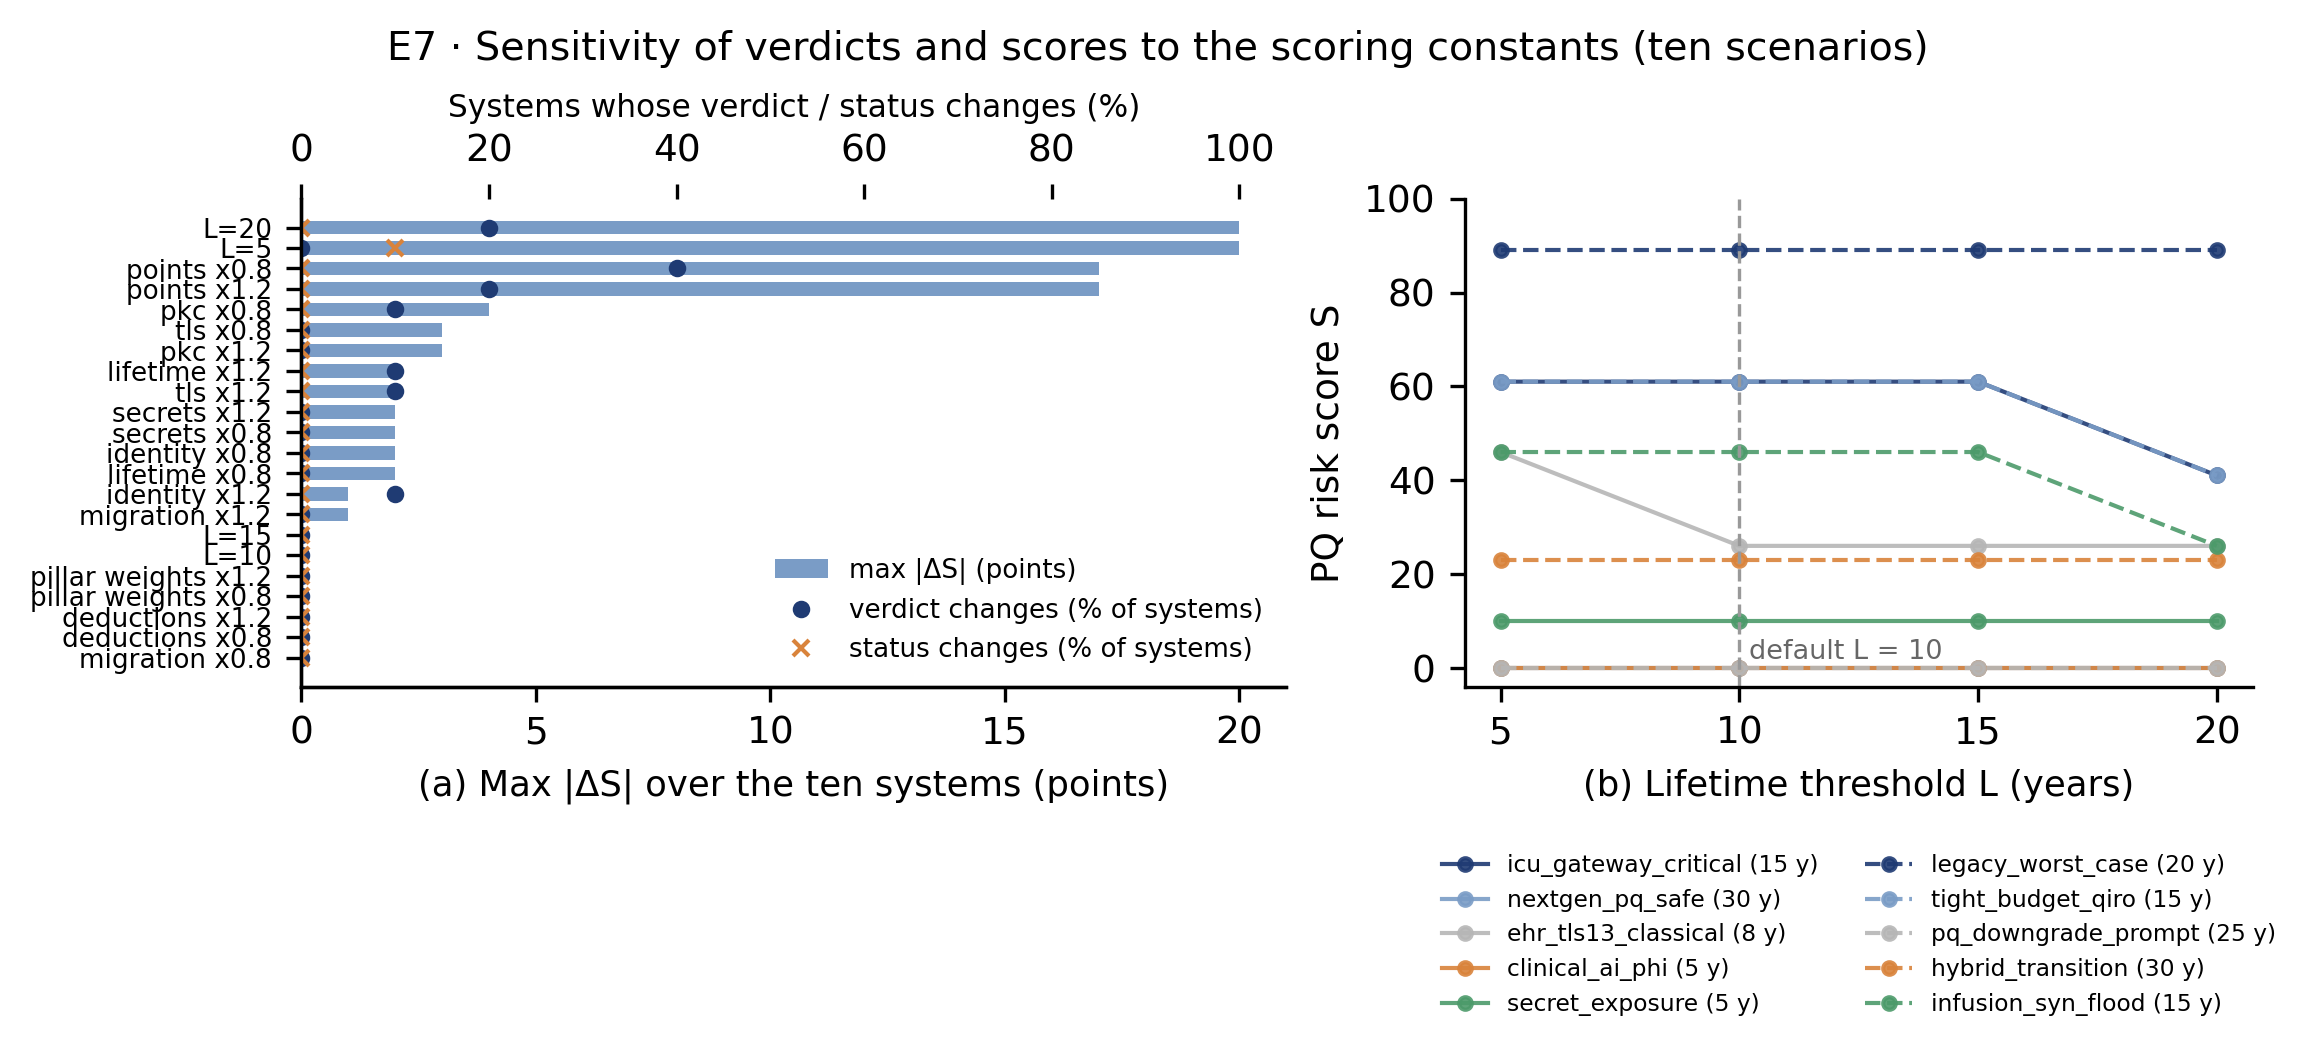 E7 · Sensitivity of verdicts and scores to the scoring constants (ten scenarios)
Systems whose verdict / status changes (%)
0 20 40 60 80 100
L=20
L=5
points x0.8
points x1.2
pkc x0.8
tls x0.8
pkc x1.2
lifetime x1.2
tls x1.2
secrets x1.2
secrets x0.8
identity x0.8
lifetime x0.8
identity x1.2
migration x1.2
L=15
L=10
pillar weights x1.2
pillar weights x0.8
deductions x1.2
deductions x0.8
migration x0.8
max |ΔS| (points)
verdict changes (% of systems)
status changes (% of systems)
0 5 10 15 20
(a) Max |ΔS| over the ten systems (points)
PQ risk score S
100
80
60
40
20
0
default L = 10
5 10 15 20
(b) Lifetime threshold L (years)
icu_gateway_critical (15 y)
nextgen_pq_safe (30 y)
ehr_tls13_classical (8 y)
clinical_ai_phi (5 y)
secret_exposure (5 y)
legacy_worst_case (20 y)
tight_budget_qiro (15 y)
pq_downgrade_prompt (25 y)
hybrid_transition (30 y)
infusion_syn_flood (15 y)